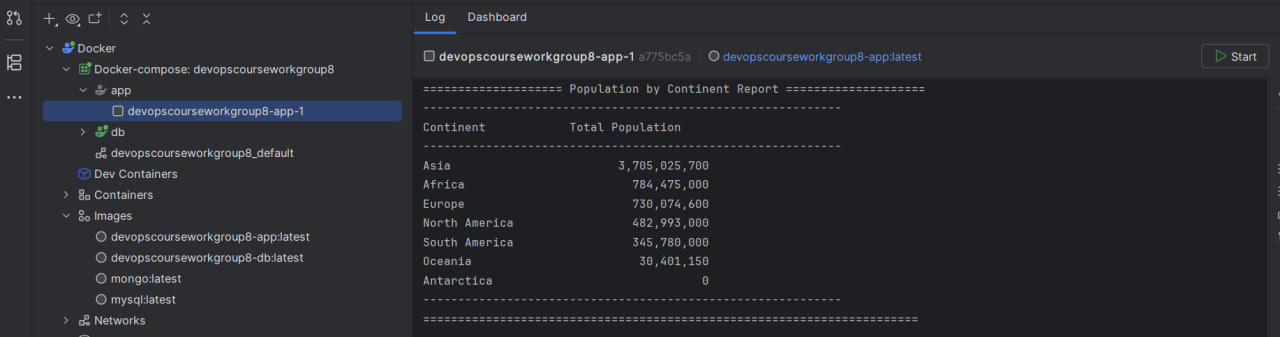 Log Dashboard
Docker
Docker-compose: devopscourseworkgroup8
app
devopscourseworkgroup8-app-1
db
devopscourseworkgroup8_default
Dev Containers
Containers
Images
devopscourseworkgroup8-app:latest
devopscourseworkgroup8-db:latest
mongo:latest
mysql:latest
Networks
devopscourseworkgroup8-app-1 a775bc5a devopscourseworkgroup8-app:latest Start
==================== Population by Continent Report ====================
------------------------------------------------------------
Continent Total Population
------------------------------------------------------------
Asia 3,705,025,700
Africa 784,475,000
Europe 730,074,600
North America 482,993,000
South America 345,780,000
Oceania 30,401,150
Antarctica 0
------------------------------------------------------------
=======================================================================